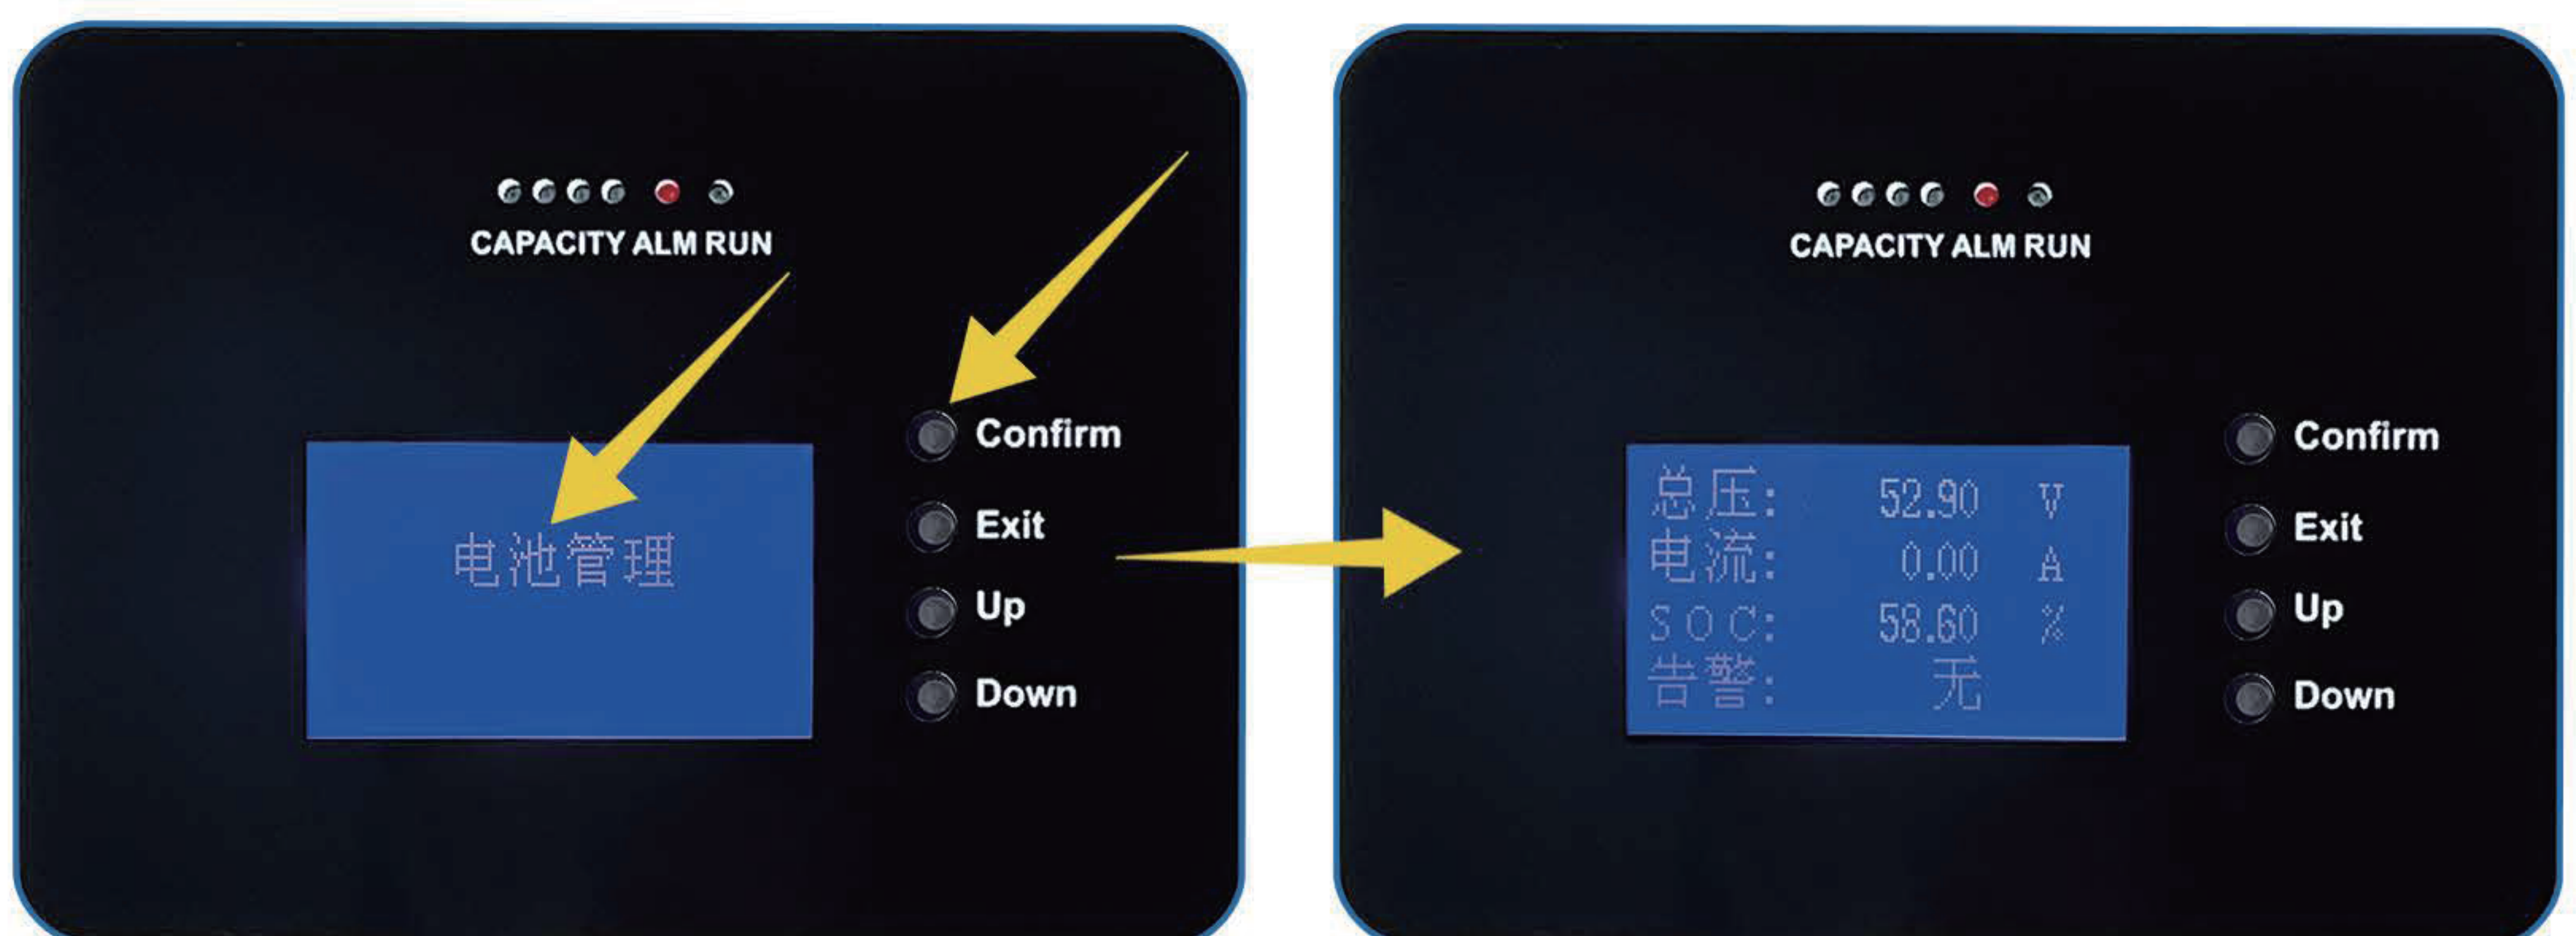 CAPACITY ALM RUN
电池管理
Confirm
Exit
Up
Down
CAPACITY ALM RUN
总压: 52.90 V
电流: 0.00 A
SOC: 58.60 %
告警: 无
Confirm
Exit
Up
Down